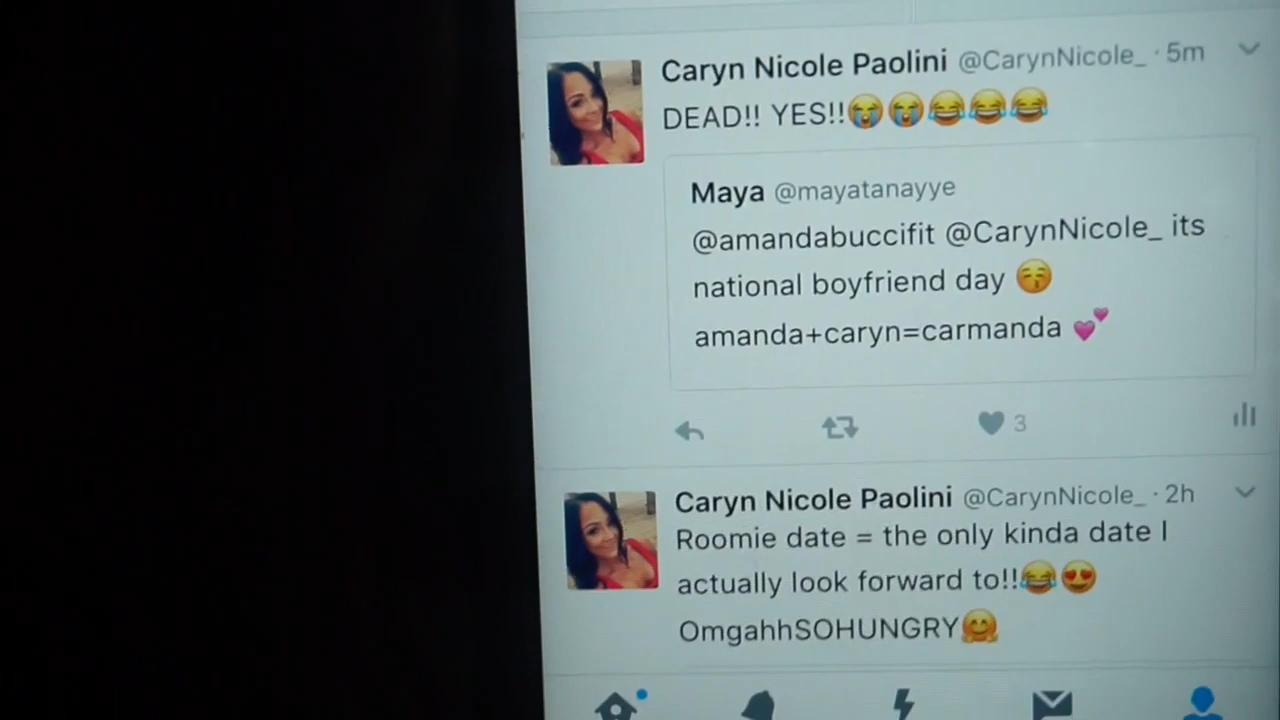 Caryn Nicole Paolini @CarynNicole_ · 5m
DEAD!! YES!!😭😭😂😂😂
Maya @mayatanayye
@amandabuccifit @CarynNicole_ its
national boyfriend day 😚
amanda+caryn=carmanda 💕
3
Caryn Nicole Paolini @CarynNicole_ · 2h
Roomie date = the only kinda date I
actually look forward to!!😂😍
OmgahhSOHUNGRY🤗